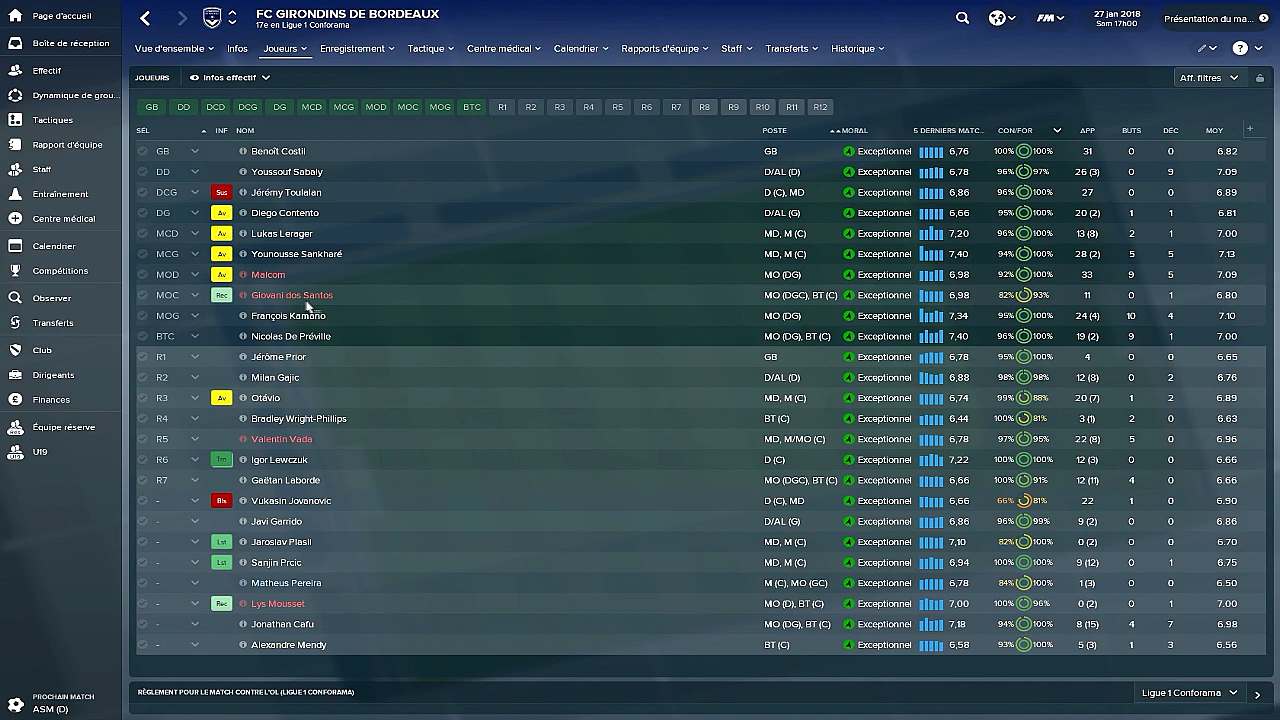 FC GIRONDINS DE BORDEAUX
17e en Ligue 1 Conforama
27 jan 2018
Sam 17h00
Présentation du ma...
Vue d'ensemble Infos Joueurs Enregistrement Tactique Centre médical Calendrier Rapports d'équipe Staff Transferts Historique
Page d'accueil
Boîte de réception
Effectif
Dynamique de grou...
Tactiques
Rapport d'équipe
Staff
Entraînement
Centre médical
Calendrier
Compétitions
Observer
Transferts
Club
Dirigeants
Finances
Équipe réserve
U19
PROCHAIN MATCH
ASM (D)
JOUEURS Infos effectif Aff. filtres
GB DD DCD DCG DG MCD MCG MOD MOC MOG BTC R1 R2 R3 R4 R5 R6 R7 R8 R9 R10 R11 R12
SÉL INF NOM POSTE MORAL 5 DERNIERS MATC... CON/FOR APP BUTS DÉC MOY
GB Benoît Costil GB Exceptionnel 6,76 100% 100% 31 0 0 6.82
DD Youssouf Sabaly D/AL (D) Exceptionnel 6,78 96% 97% 26 (3) 0 9 7.09
DCG Sus Jérémy Toulalan D (C), MD Exceptionnel 6,86 96% 100% 27 0 0 6.89
DG Av Diego Contento D/AL (G) Exceptionnel 6,66 95% 100% 20 (2) 1 1 6.81
MCD Av Lukas Lerager MD, M (C) Exceptionnel 7,20 96% 100% 13 (8) 2 1 7.00
MCG Av Younousse Sankharé MD, M (C) Exceptionnel 7,40 94% 100% 28 (2) 5 5 7.13
MOD Av Malcom MO (DG) Exceptionnel 6,98 92% 100% 33 9 5 7.09
MOC Rec Giovani dos Santos MO (DGC), BT (C) Exceptionnel 6,98 82% 93% 11 0 1 6.80
MOG François Kamano MO (DG) Exceptionnel 7,34 95% 100% 24 (4) 10 4 7.10
BTC Nicolas De Préville MO (DG), BT (C) Exceptionnel 7,40 96% 100% 19 (2) 9 1 7.00
R1 Jérôme Prior GB Exceptionnel 6,78 95% 100% 4 0 0 6.65
R2 Milan Gajic D/AL (D) Exceptionnel 6,88 98% 98% 12 (8) 0 2 6.76
R3 Av Otávio MD, M (C) Exceptionnel 6,74 99% 88% 20 (7) 1 2 6.89
R4 Bradley Wright-Phillips BT (C) Exceptionnel 6,44 100% 81% 3 (1) 2 0 6.63
R5 Valentin Vada MD, M/MO (C) Exceptionnel 6,78 97% 95% 22 (8) 5 1 6.96
R6 Trn Igor Lewczuk D (C) Exceptionnel 7,22 100% 100% 12 (3) 0 1 6.66
R7 Gaëtan Laborde MO (DGC), BT (C) Exceptionnel 6,66 100% 91% 12 (11) 4 0 6.66
- Bls Vukasin Jovanovic D (C), MD Exceptionnel 6,66 66% 81% 22 1 0 6.90
- Javi Garrido D/AL (G) Exceptionnel 6,86 96% 99% 9 (2) 0 0 6.86
- Lst Jaroslav Plasil MD, M (C) Exceptionnel 7,10 82% 100% 0 (2) 0 0 6.70
- Lst Sanjin Prcic MD, M (C) Exceptionnel 6,94 100% 100% 9 (12) 0 1 6.75
- Matheus Pereira M (C), MO (GC) Exceptionnel 6,78 84% 100% 1 (3) 0 0 6.50
- Rec Lys Mousset MO (D), BT (C) Exceptionnel 7,00 100% 96% 0 (2) 0 1 7.00
- Jonathan Cafu MO (DG), BT (C) Exceptionnel 7,18 94% 100% 8 (15) 4 7 6.98
- Alexandre Mendy BT (C) Exceptionnel 6,58 93% 100% 5 (3) 1 3 6.56
RÈGLEMENT POUR LE MATCH CONTRE L'OL (LIGUE 1 CONFORAMA) Ligue 1 Conforama